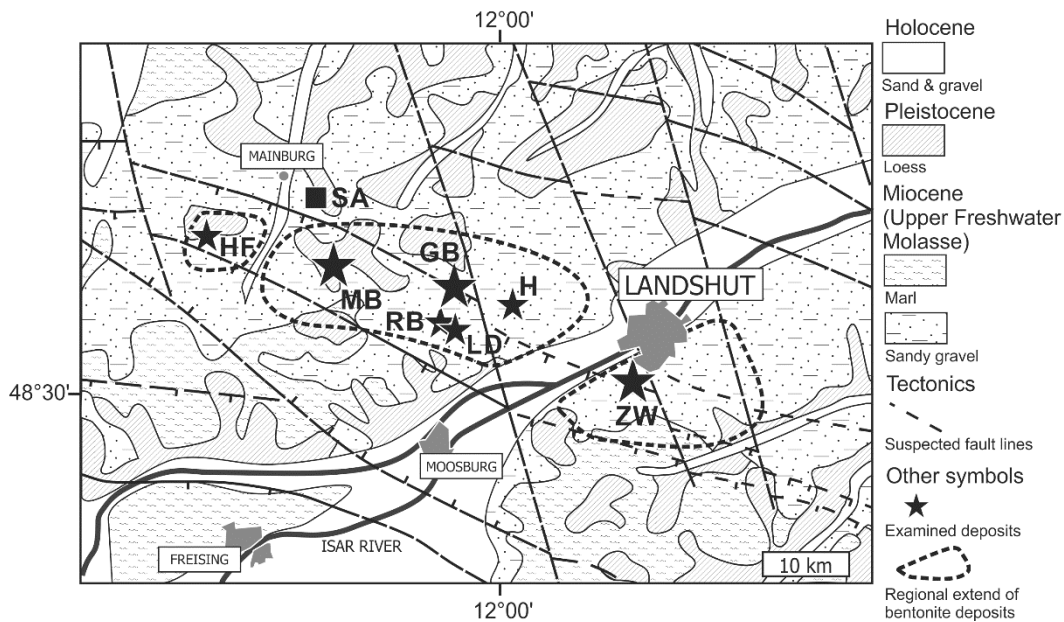 12°00'
MAINBURG
SA
HF
GB
H
MB
LANDSHUT
RB
LD
48°30'
ZW
MOOSBURG
ISAR RIVER
FREISING
10 km
12°00'
Holocene
Sand & gravel
Pleistocene
Loess
Miocene
(Upper Freshwater
Molasse)
Marl
Sandy gravel
Tectonics
Suspected fault lines
Other symbols
Examined deposits
Regional extend of
bentonite deposits